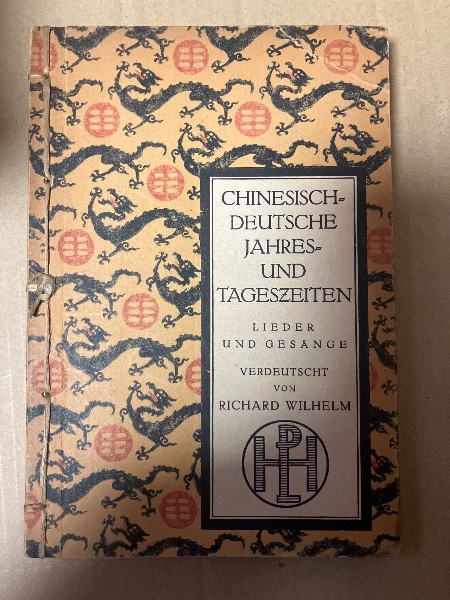 CHINESISCH-
DEUTSCHE
JAHRES-
UND
TAGESZEITEN
LIEDER
UND GESÄNGE
VERDEUTSCHT
VON
RICHARD WILHELM